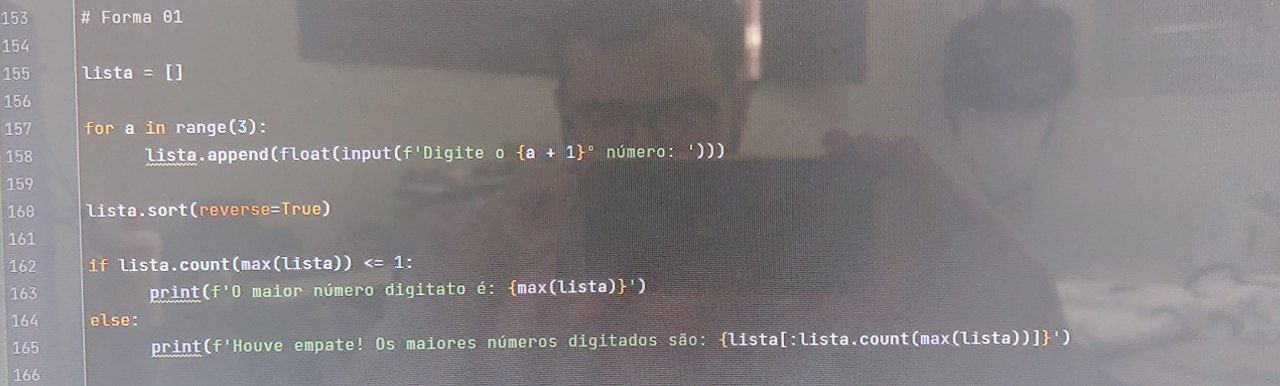 153 # Forma 01
154
155 lista = []
156
157 for a in range(3):
158 lista.append(float(input(f'Digite o {a + 1}° número: ')))
159
160 lista.sort(reverse=True)
161
162 if lista.count(max(lista)) <= 1:
163 print(f'O maior número digitato é: {max(lista)}')
164 else:
165 print(f'Houve empate! Os maiores números digitados são: {lista[:lista.count(max(lista))]}')
166